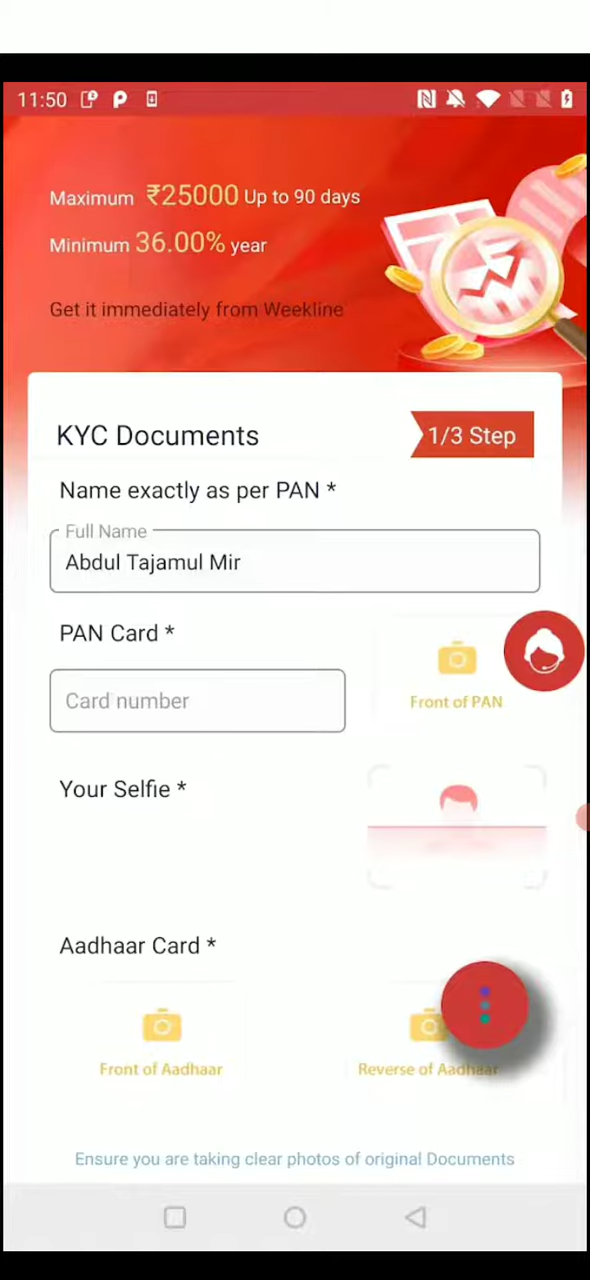 11:50
Maximum ₹25000 Up to 90 days
Minimum 36.00% year
Get it immediately from Weekline
KYC Documents
1/3 Step
Name exactly as per PAN *
Full Name
Abdul Tajamul Mir
PAN Card *
Card number
Front of PAN
Your Selfie *
Aadhaar Card *
Front of Aadhaar
Reverse of Aadhaar
Ensure you are taking clear photos of original Documents